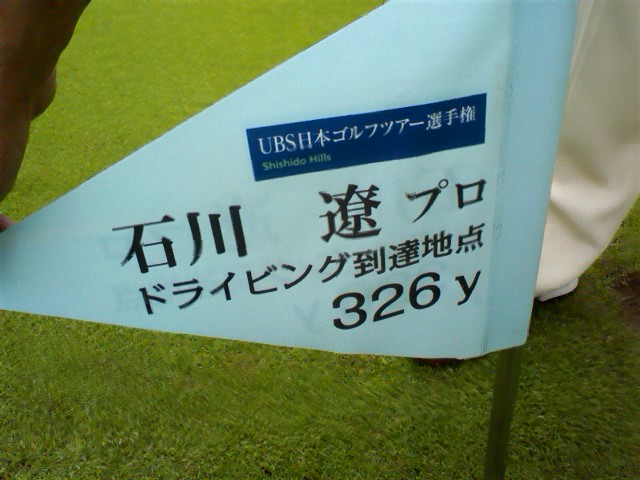 UBS日本ゴルフツアー選手権
Shishido Hills
石川 遼 プロ
ドライビング到達地点
326y